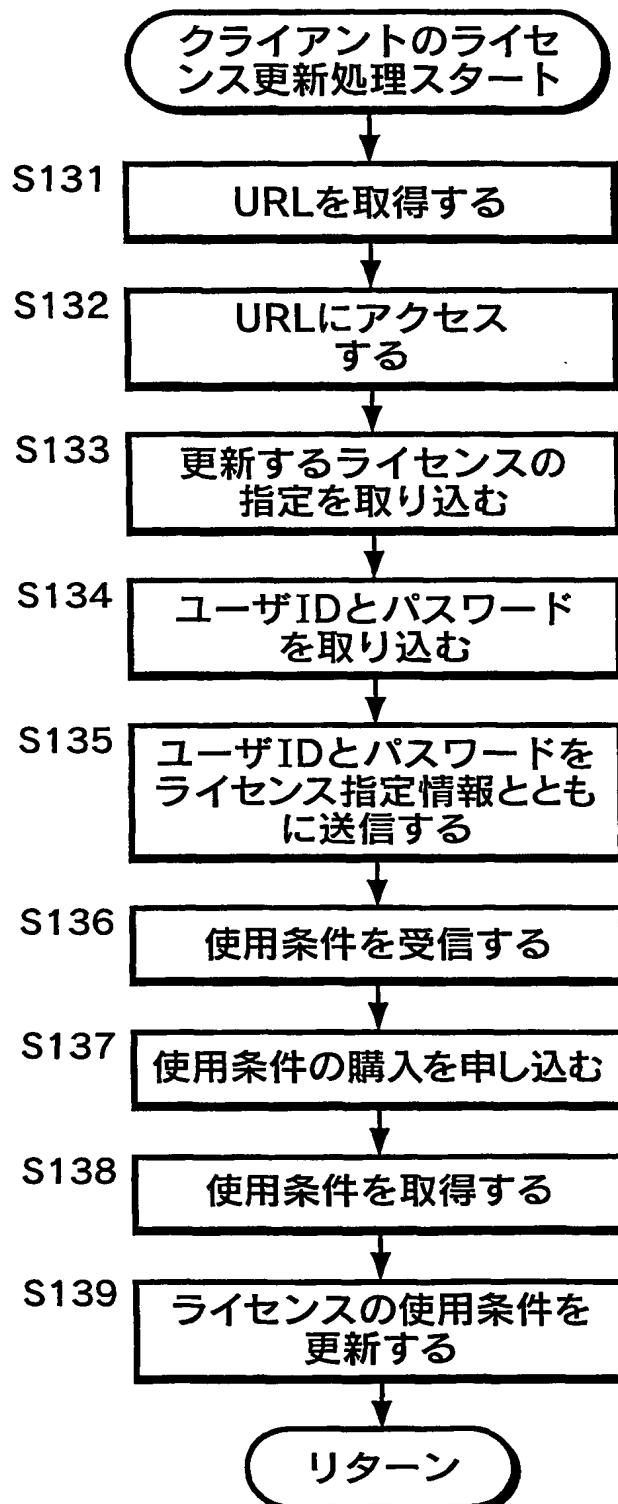 クライアントのライセ
ンス更新処理スタート
S131
URLを取得する
S132
URLにアクセス
する
S133
更新するライセンスの
指定を取り込む
S134
ユーザIDとパスワード
を取り込む
S135
ユーザIDとパスワードを
ライセンス指定情報ととも
に送信する
S136
使用条件を受信する
S137
使用条件の購入を申し込む
S138
使用条件を取得する
S139
ライセンスの使用条件を
更新する
リターン